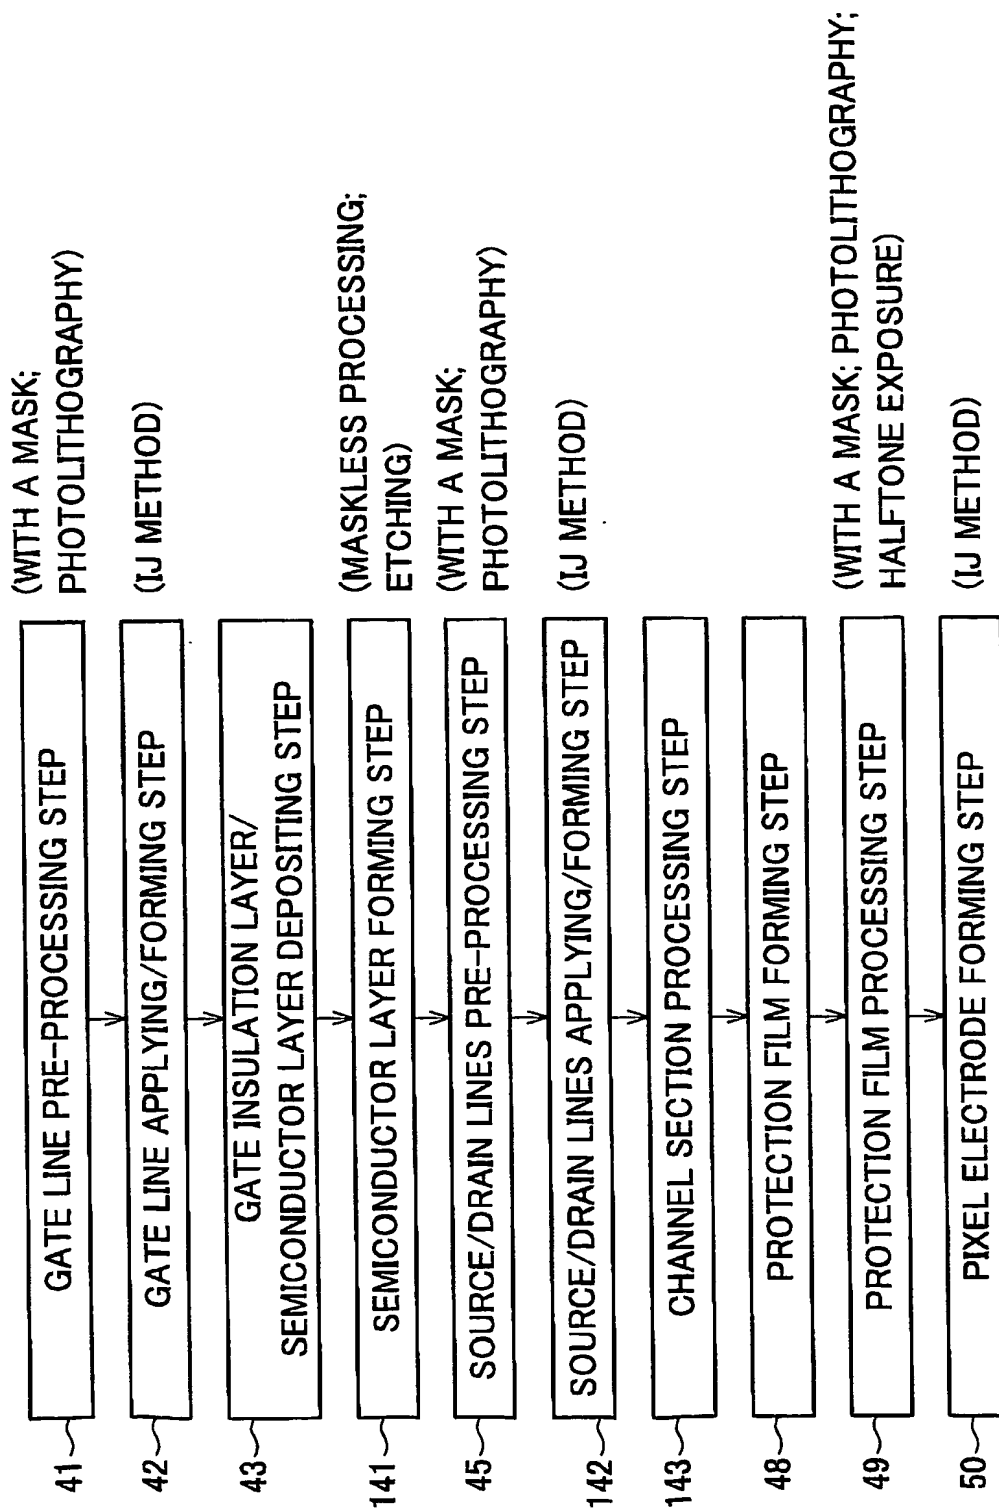 41
GATE LINE PRE-PROCESSING STEP
(WITH A MASK;
PHOTOLITHOGRAPHY)
42
GATE LINE APPLYING/FORMING STEP
(IJ METHOD)
43
GATE INSULATION LAYER/
SEMICONDUCTOR LAYER DEPOSITING STEP
141
SEMICONDUCTOR LAYER FORMING STEP
(MASKLESS PROCESSING;
ETCHING)
45
SOURCE/DRAIN LINES PRE-PROCESSING STEP
(WITH A MASK;
PHOTOLITHOGRAPHY)
142
SOURCE/DRAIN LINES APPLYING/FORMING STEP
(IJ METHOD)
143
CHANNEL SECTION PROCESSING STEP
48
PROTECTION FILM FORMING STEP
49
PROTECTION FILM PROCESSING STEP
(WITH A MASK; PHOTOLITHOGRAPHY;
HALFTONE EXPOSURE)
50
PIXEL ELECTRODE FORMING STEP
(IJ METHOD)